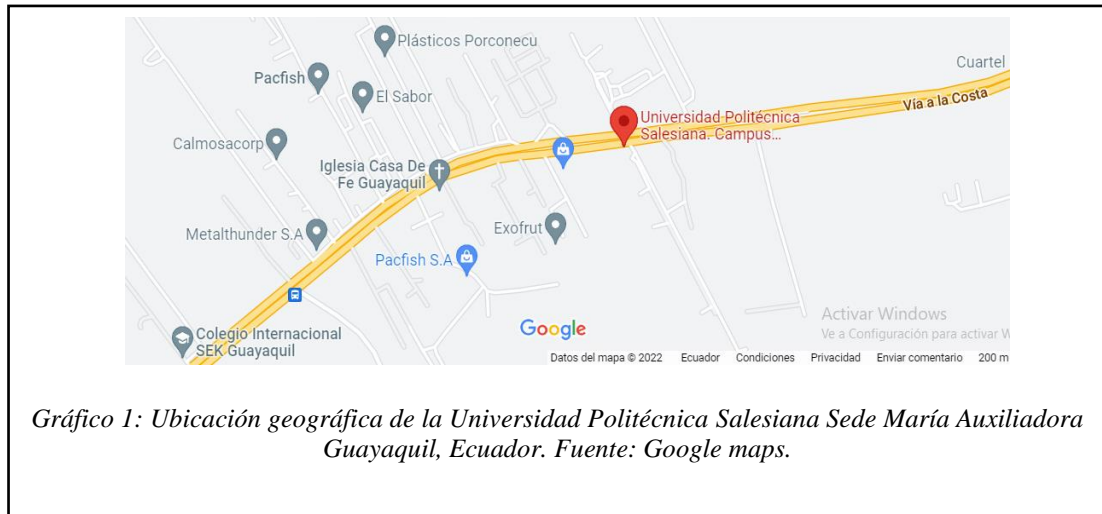 Plásticos Porconecu
Cuartel
Pacfish
El Sabor
Vía a la Costa
Universidad Politécnica
Salesiana. Campus...
Calmosacorp
Iglesia Casa De
Fe Guayaquil
Metalthunder S.A
Exofrut
Pacfish S.A
Colegio Internacional
SEK Guayaquil
Google
Activar Windows
Ve a Configuración para activar W
Datos del mapa © 2022 Ecuador Condiciones Privacidad Enviar comentario 200 m
Gráfico 1: Ubicación geográfica de la Universidad Politécnica Salesiana Sede María Auxiliadora
Guayaquil, Ecuador. Fuente: Google maps.